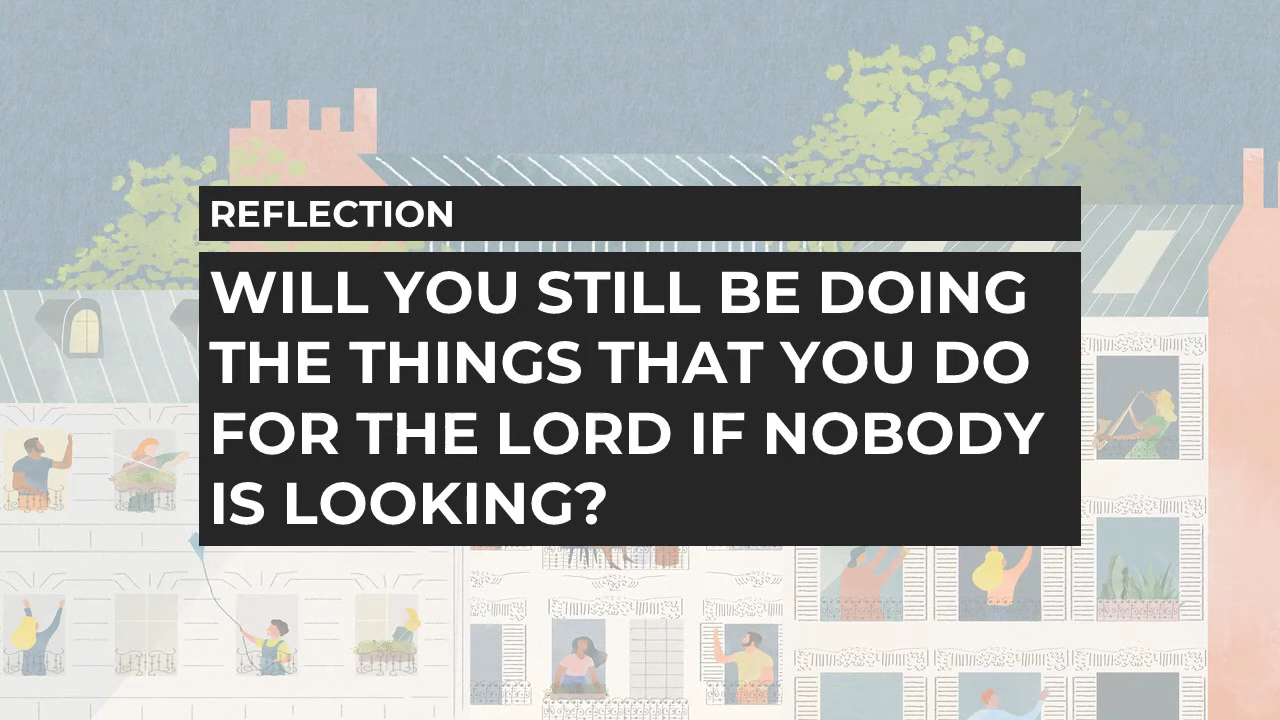 REFLECTION
WILL YOU STILL BE DOING
THE THINGS THAT YOU DO
FOR THE LORD IF NOBODY
IS LOOKING?